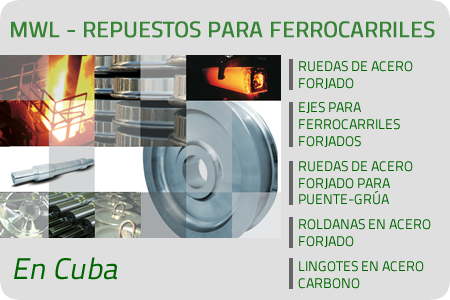 MWL - REPUESTOS PARA FERROCARRILES
RUEDAS DE ACERO
FORJADO
EJES PARA
FERROCARRILES
FORJADOS
RUEDAS DE ACERO
FORJADO PARA
PUENTE-GRÚA
ROLDANAS EN ACERO
FORJADO
LINGOTES EN ACERO
CARBONO
En Cuba